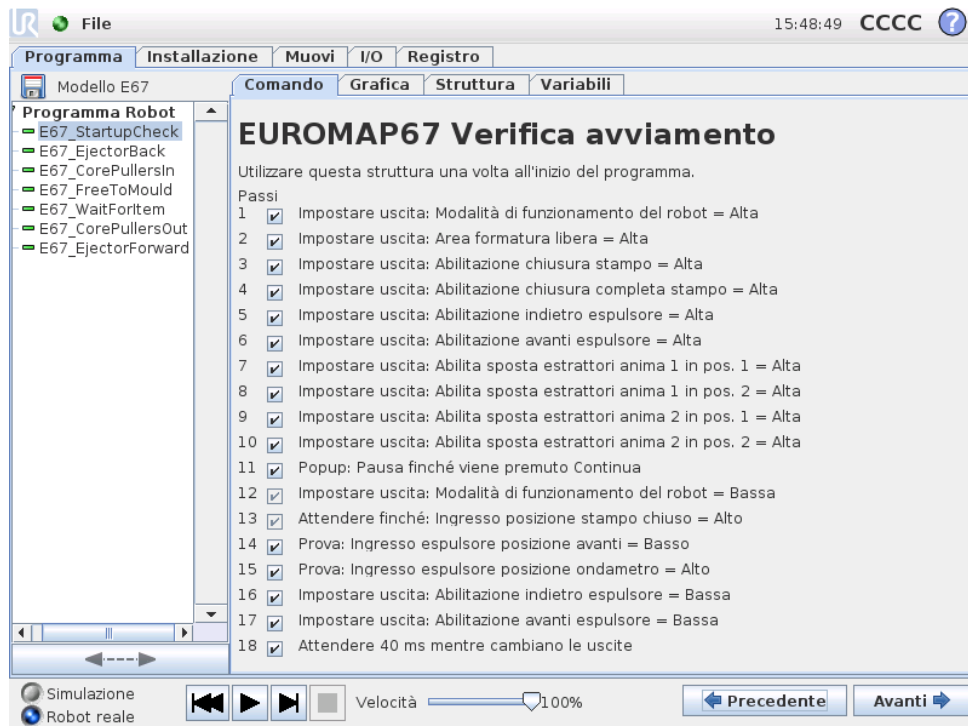 UR File 15:48:49 CCCC ?
Programma Installazione Muovi I/O Registro
Modello E67
Comando Grafica Struttura Variabili
Programma Robot
E67_StartupCheck
E67_EjectorBack
E67_CorePullersIn
E67_FreeToMould
E67_WaitForItem
E67_CorePullersOut
E67_EjectorForward
EUROMAP67 Verifica avviamento
Utilizzare questa struttura una volta all'inizio del programma.
Passi
1 Impostare uscita: Modalità di funzionamento del robot = Alta
2 Impostare uscita: Area formatura libera = Alta
3 Impostare uscita: Abilitazione chiusura stampo = Alta
4 Impostare uscita: Abilitazione chiusura completa stampo = Alta
5 Impostare uscita: Abilitazione indietro espulsore = Alta
6 Impostare uscita: Abilitazione avanti espulsore = Alta
7 Impostare uscita: Abilita sposta estrattori anima 1 in pos. 1 = Alta
8 Impostare uscita: Abilita sposta estrattori anima 1 in pos. 2 = Alta
9 Impostare uscita: Abilita sposta estrattori anima 2 in pos. 1 = Alta
10 Impostare uscita: Abilita sposta estrattori anima 2 in pos. 2 = Alta
11 Popup: Pausa finché viene premuto Continua
12 Impostare uscita: Modalità di funzionamento del robot = Bassa
13 Attendere finché: Ingresso posizione stampo chiuso = Alto
14 Prova: Ingresso espulsore posizione avanti = Basso
15 Prova: Ingresso espulsore posizione ondametro = Alto
16 Impostare uscita: Abilitazione indietro espulsore = Bassa
17 Impostare uscita: Abilitazione avanti espulsore = Bassa
18 Attendere 40 ms mentre cambiano le uscite
Simulazione
Robot reale
Velocità 100%
Precedente Avanti